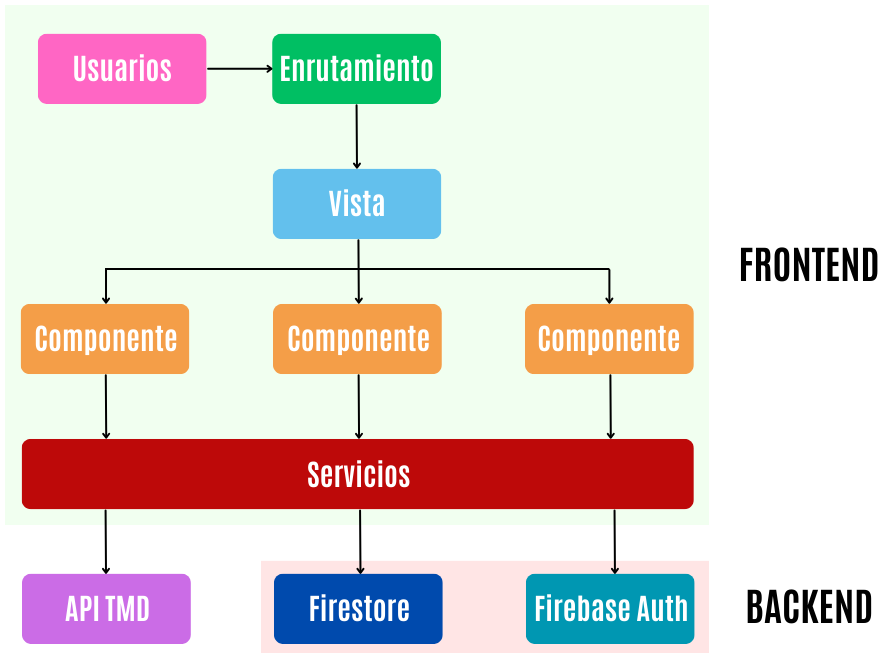 Usuarios
Enrutamiento
Vista
FRONTEND
Componente
Componente
Componente
Servicios
API TMD
Firestore
Firebase Auth
BACKEND